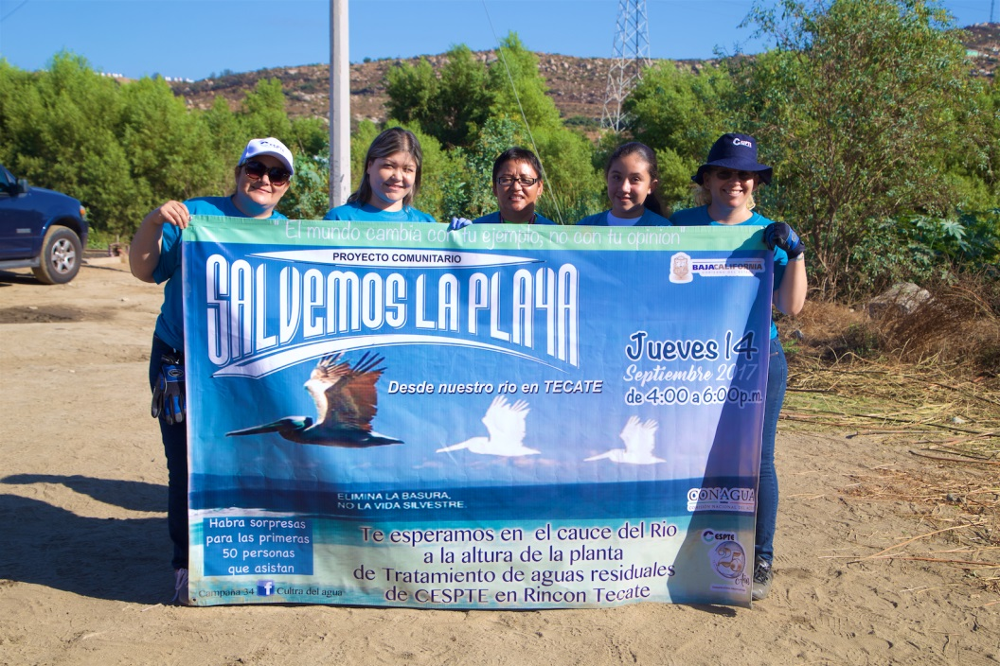 "El mundo cambia con tu ejemplo, no con tu opinion"
PROYECTO COMUNITARIO
SALVEMOS LA PLAYA
BAJACALIFORNIA
Jueves 14
Septiembre 2017
de 4:00 a 6:00p.m.
Desde nuestro rio en TECATE
ELIMINA LA BASURA,
NO LA VIDA SILVESTRE.
CONAGUA
Habra sorpresas
para las primeras
50 personas
que asistan
Te esperamos en el cauce del Rio
a la altura de la planta
de Tratamiento de aguas residuales
de CESPTE en Rincon Tecate
CESPTE
25
Campaña 34 f Cultra del agua